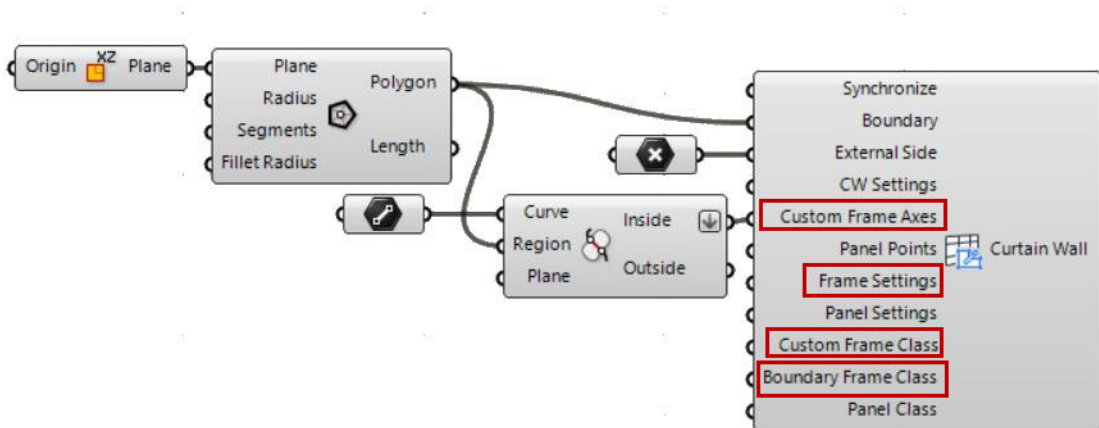 Origin XZ Plane
Plane
Radius
Segments
Fillet Radius
Polygon
Length
Curve
Region
Plane
Inside
Outside
Synchronize
Boundary
External Side
CW Settings
Custom Frame Axes
Panel Points
Frame Settings
Panel Settings
Custom Frame Class
Boundary Frame Class
Panel Class
Curtain Wall